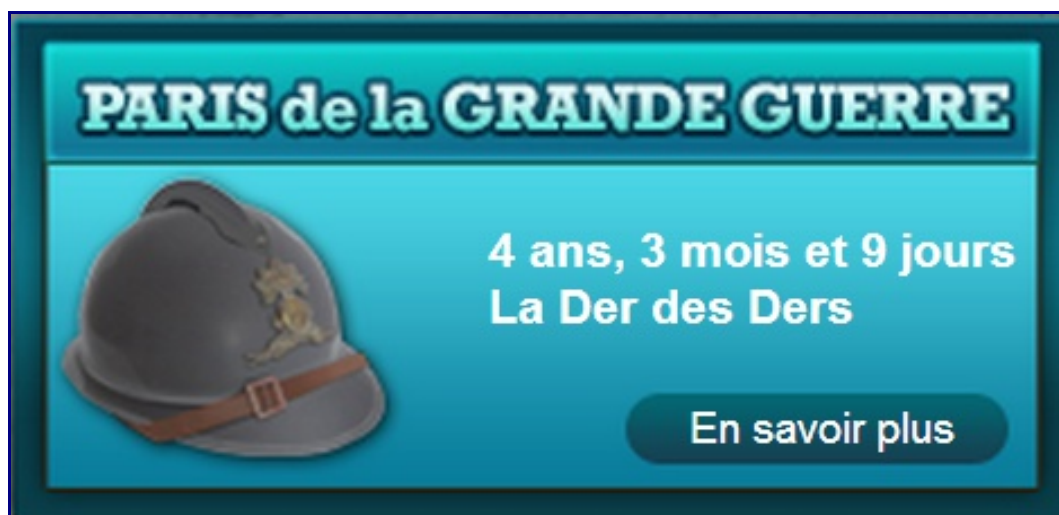 PARIS de la GRANDE GUERRE
4 ans, 3 mois et 9 jours
La Der des Ders
En savoir plus